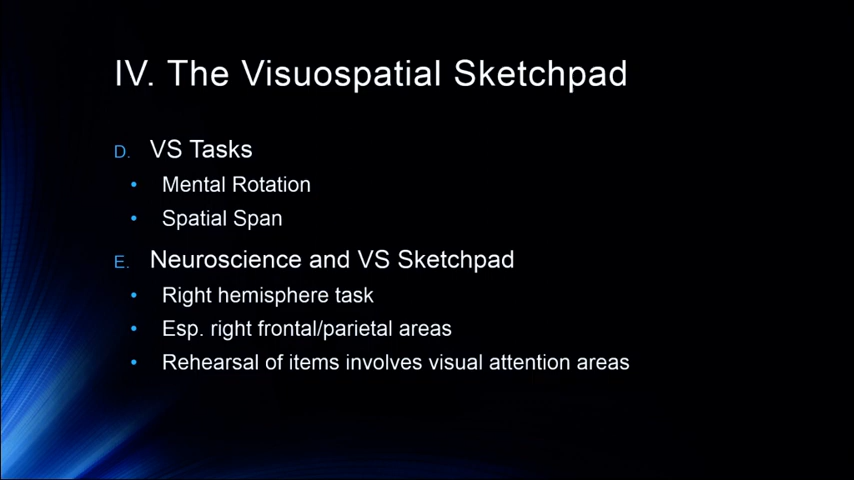 IV. The Visuospatial Sketchpad
D. VS Tasks
• Mental Rotation
• Spatial Span
E. Neuroscience and VS Sketchpad
• Right hemisphere task
• Esp. right frontal/parietal areas
• Rehearsal of items involves visual attention areas